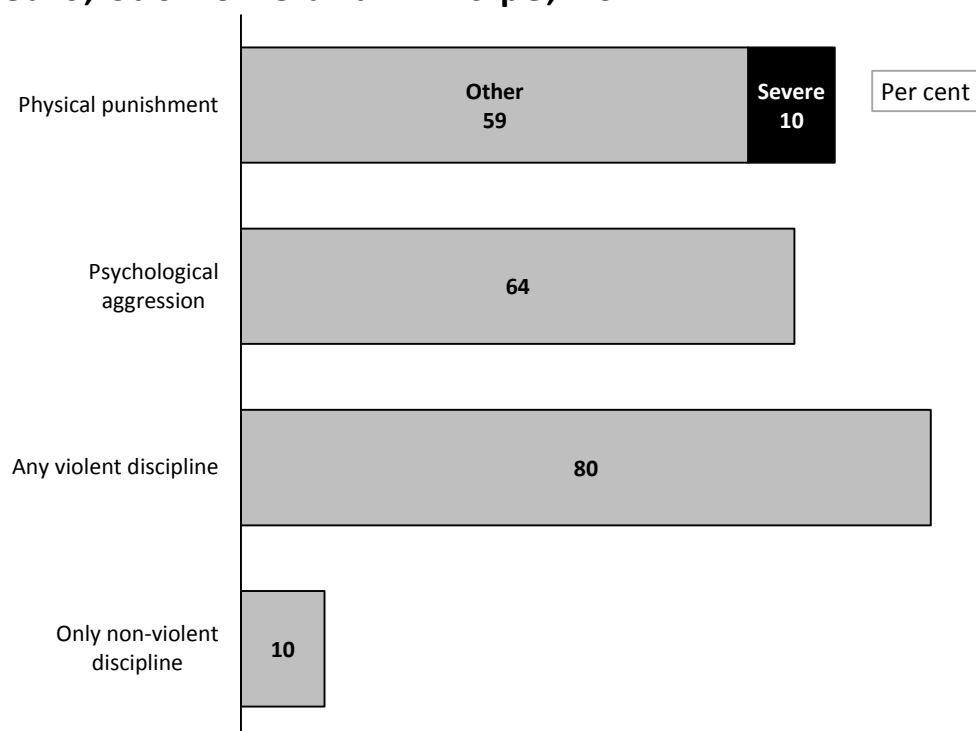 Physical punishment
Other
59
Severe
10
Per cent
Psychological
aggression
64
Any violent discipline
80
Only non-violent
discipline
10